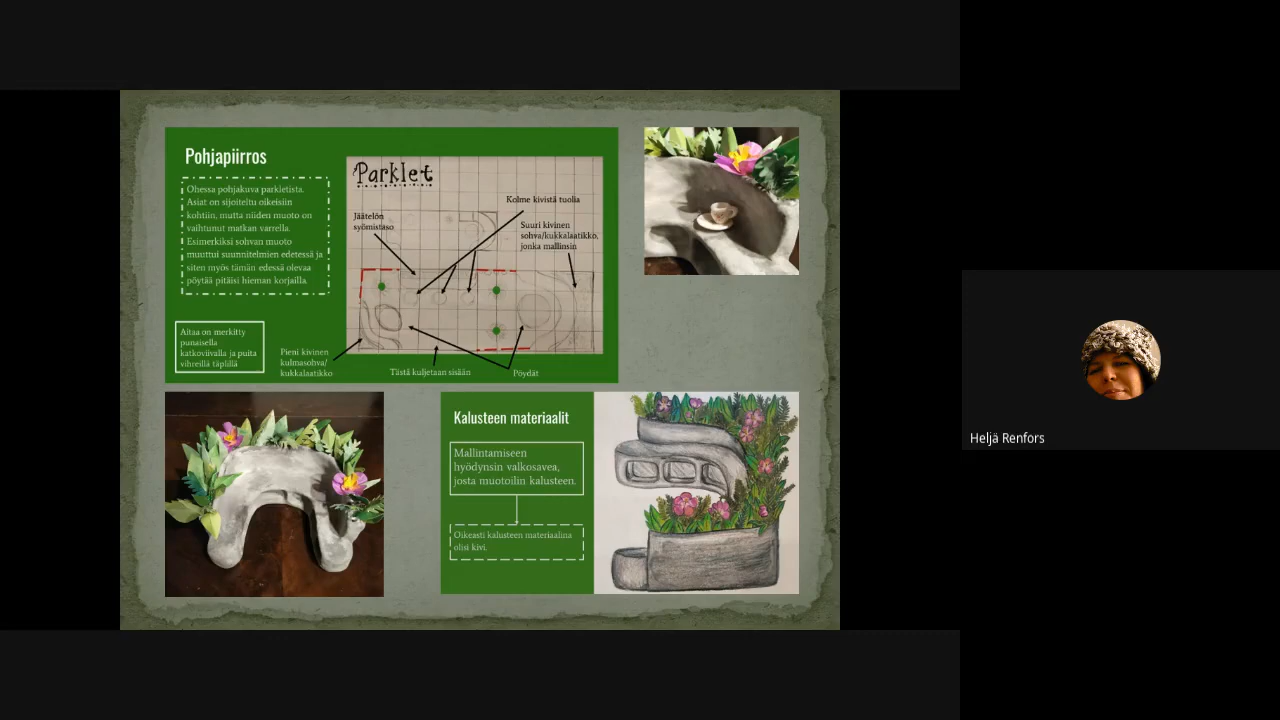 Pohjapiirros
Ohessa pohjakuva parkletista.
Asiat on sijoiteltu oikeisiin
kohtiin, mutta niiden muoto on
vaihtunut matkan varrella.
Esimerkiksi sohvan muoto
muuttui suunnitelmien edetessä ja
siten myös tämän edessä olevaa
pöytää pitäisi hieman korjailla.
Aitaa on merkitty
punaisella
katkoviivalla ja puita
vihreillä täplillä
Parklet
Kolme kivistä tuolia
Jäätelön
syömistaso
Suuri kivinen
sohva/kukkalaatikko,
jonka mallinsin
Pieni kivinen
kulmasohva/
kukkalaatikko
Tästä kuljetaan sisään
Pöydät
Kalusteen materiaalit
Mallintamiseen
hyödynsin valkosavea,
josta muotoilin kalusteen.
Oikeasti kalusteen materiaalina
olisi kivi.
Heljä Renfors